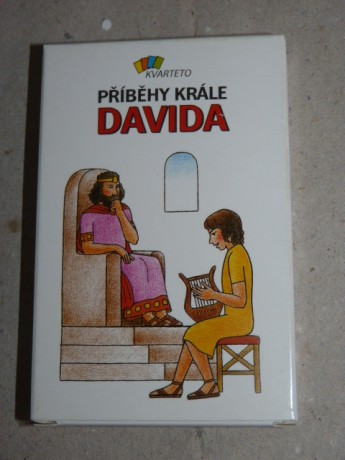 KVARTETO
PŘÍBĚHY KRÁLE
DAVIDA